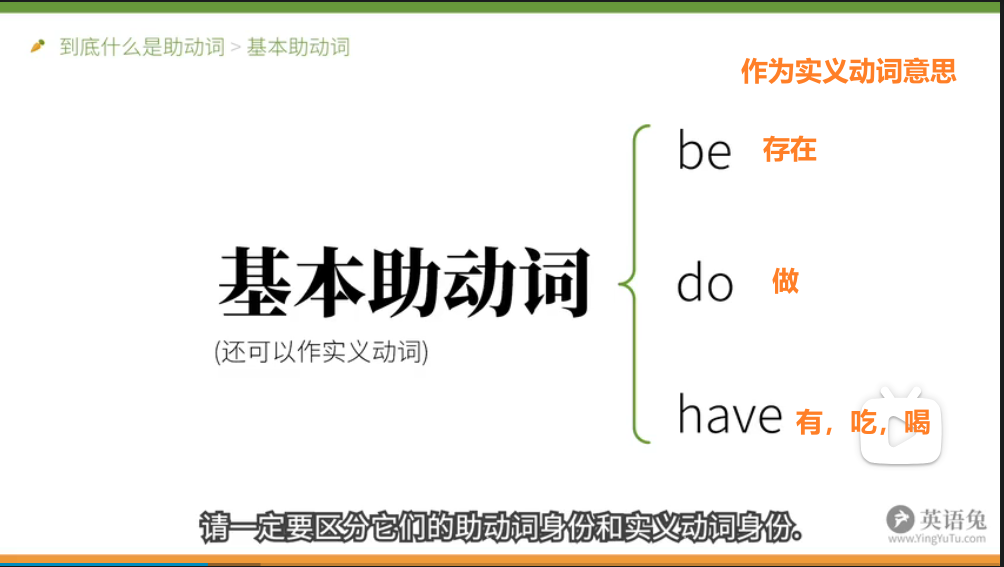 到底什么是助动词 > 基本助动词
作为实义动词意思
be 存在
基本助动词
(还可以作实义动词)
do 做
have 有，吃，喝
请一定要区分它们的助动词身份和实义动词身份.
英语兔
www.YingYuTu.com